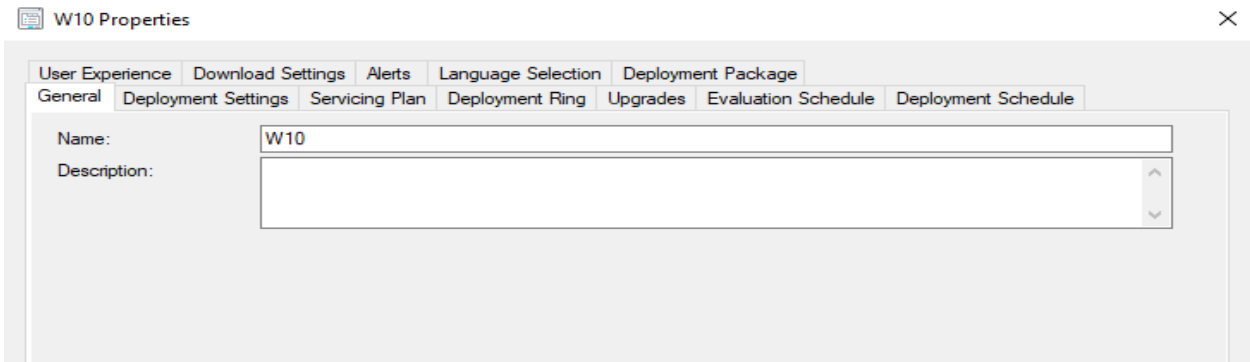 W10 Properties
User Experience Download Settings Alerts Language Selection Deployment Package
General Deployment Settings Servicing Plan Deployment Ring Upgrades Evaluation Schedule Deployment Schedule
Name: W10
Description: